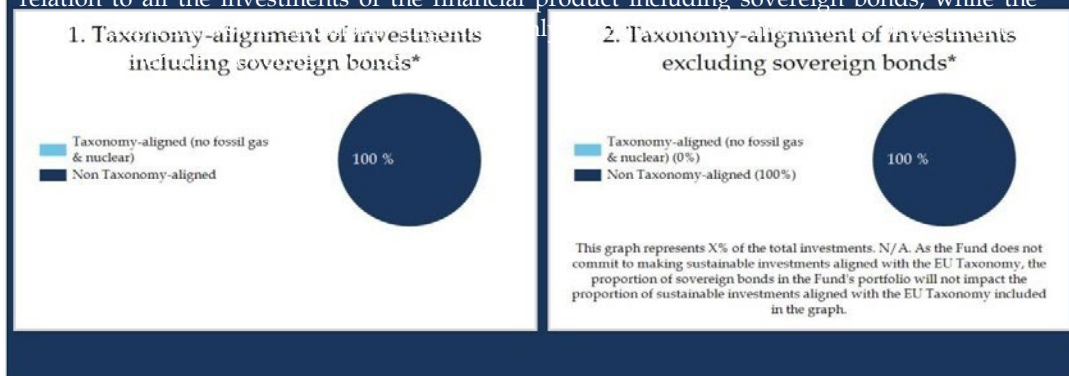 relation to all the investments of the financial product including sovereign bonds, while the
1. Taxonomy-alignment of investments
including sovereign bonds*
Taxonomy-aligned (no fossil gas
& nuclear)
Non Taxonomy-aligned
100 %
2. Taxonomy-alignment of investments
excluding sovereign bonds*
Taxonomy-aligned (no fossil gas
& nuclear) (0%)
Non Taxonomy-aligned (100%)
100 %
This graph represents X% of the total investments. N/A. As the Fund does not
commit to making sustainable investments aligned with the EU Taxonomy, the
proportion of sovereign bonds in the Fund's portfolio will not impact the
proportion of sustainable investments aligned with the EU Taxonomy included
in the graph.